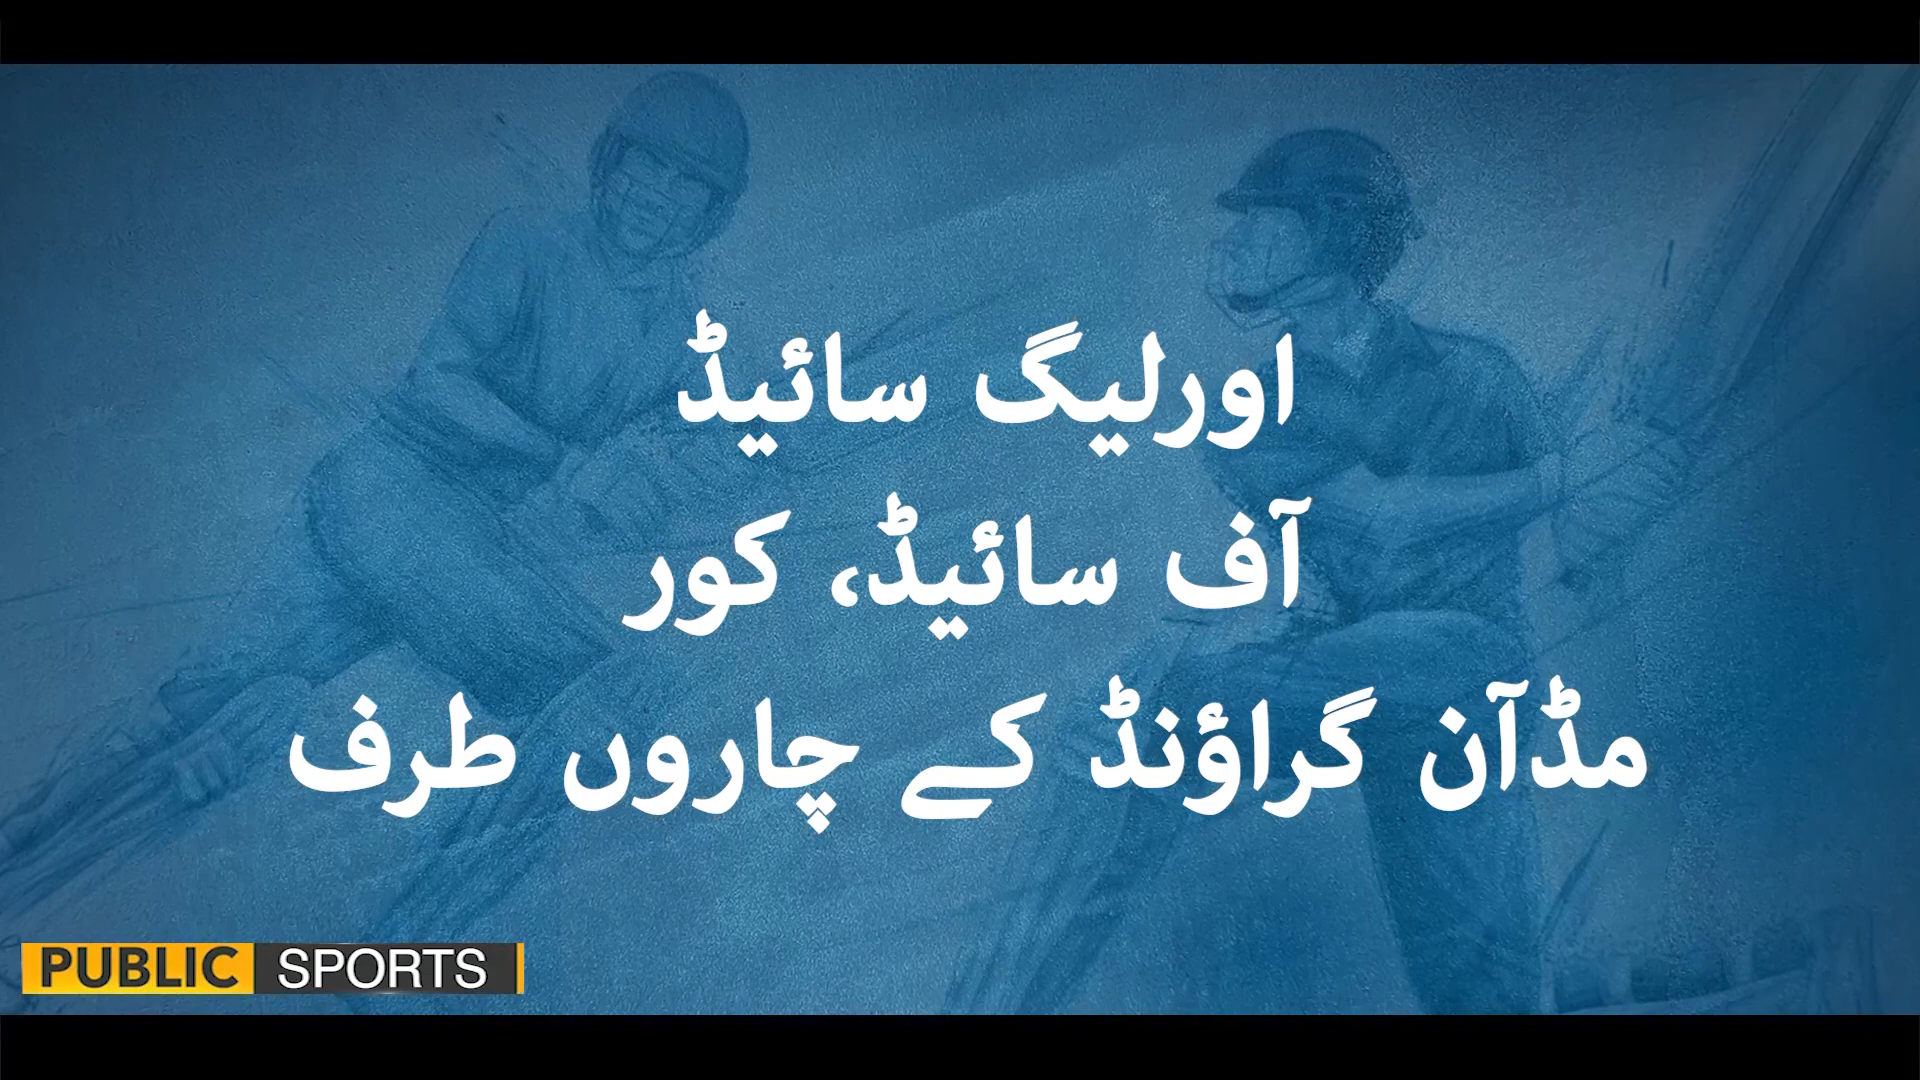 اورلیگ سائیڈ
آف سائیڈ، کور
مڈآن گراؤنڈ کے چاروں طرف
PUBLIC SPORTS